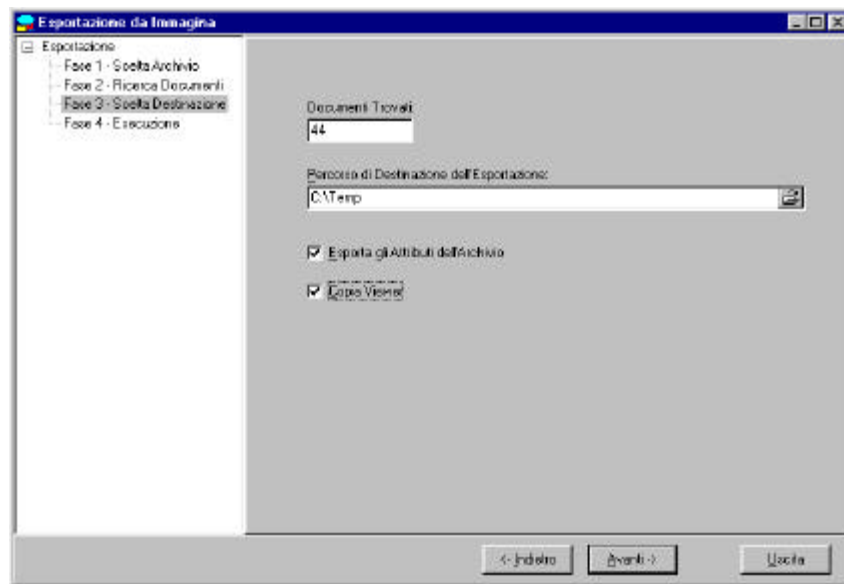 Esportazione da Immagina
Esportazione
Fase 1 - Scelta Archivio
Fase 2 - Ricerca Documenti
Fase 3 - Scelta Destinazione
Fase 4 - Esecuzione
Documenti Trovati:
44
Percorso di Destinazione dell'Esportazione:
C:\Temp
Esporta gli Attributi dell'Archivio
Copia Viewer
<- Indietro
Avanti ->
Uscita